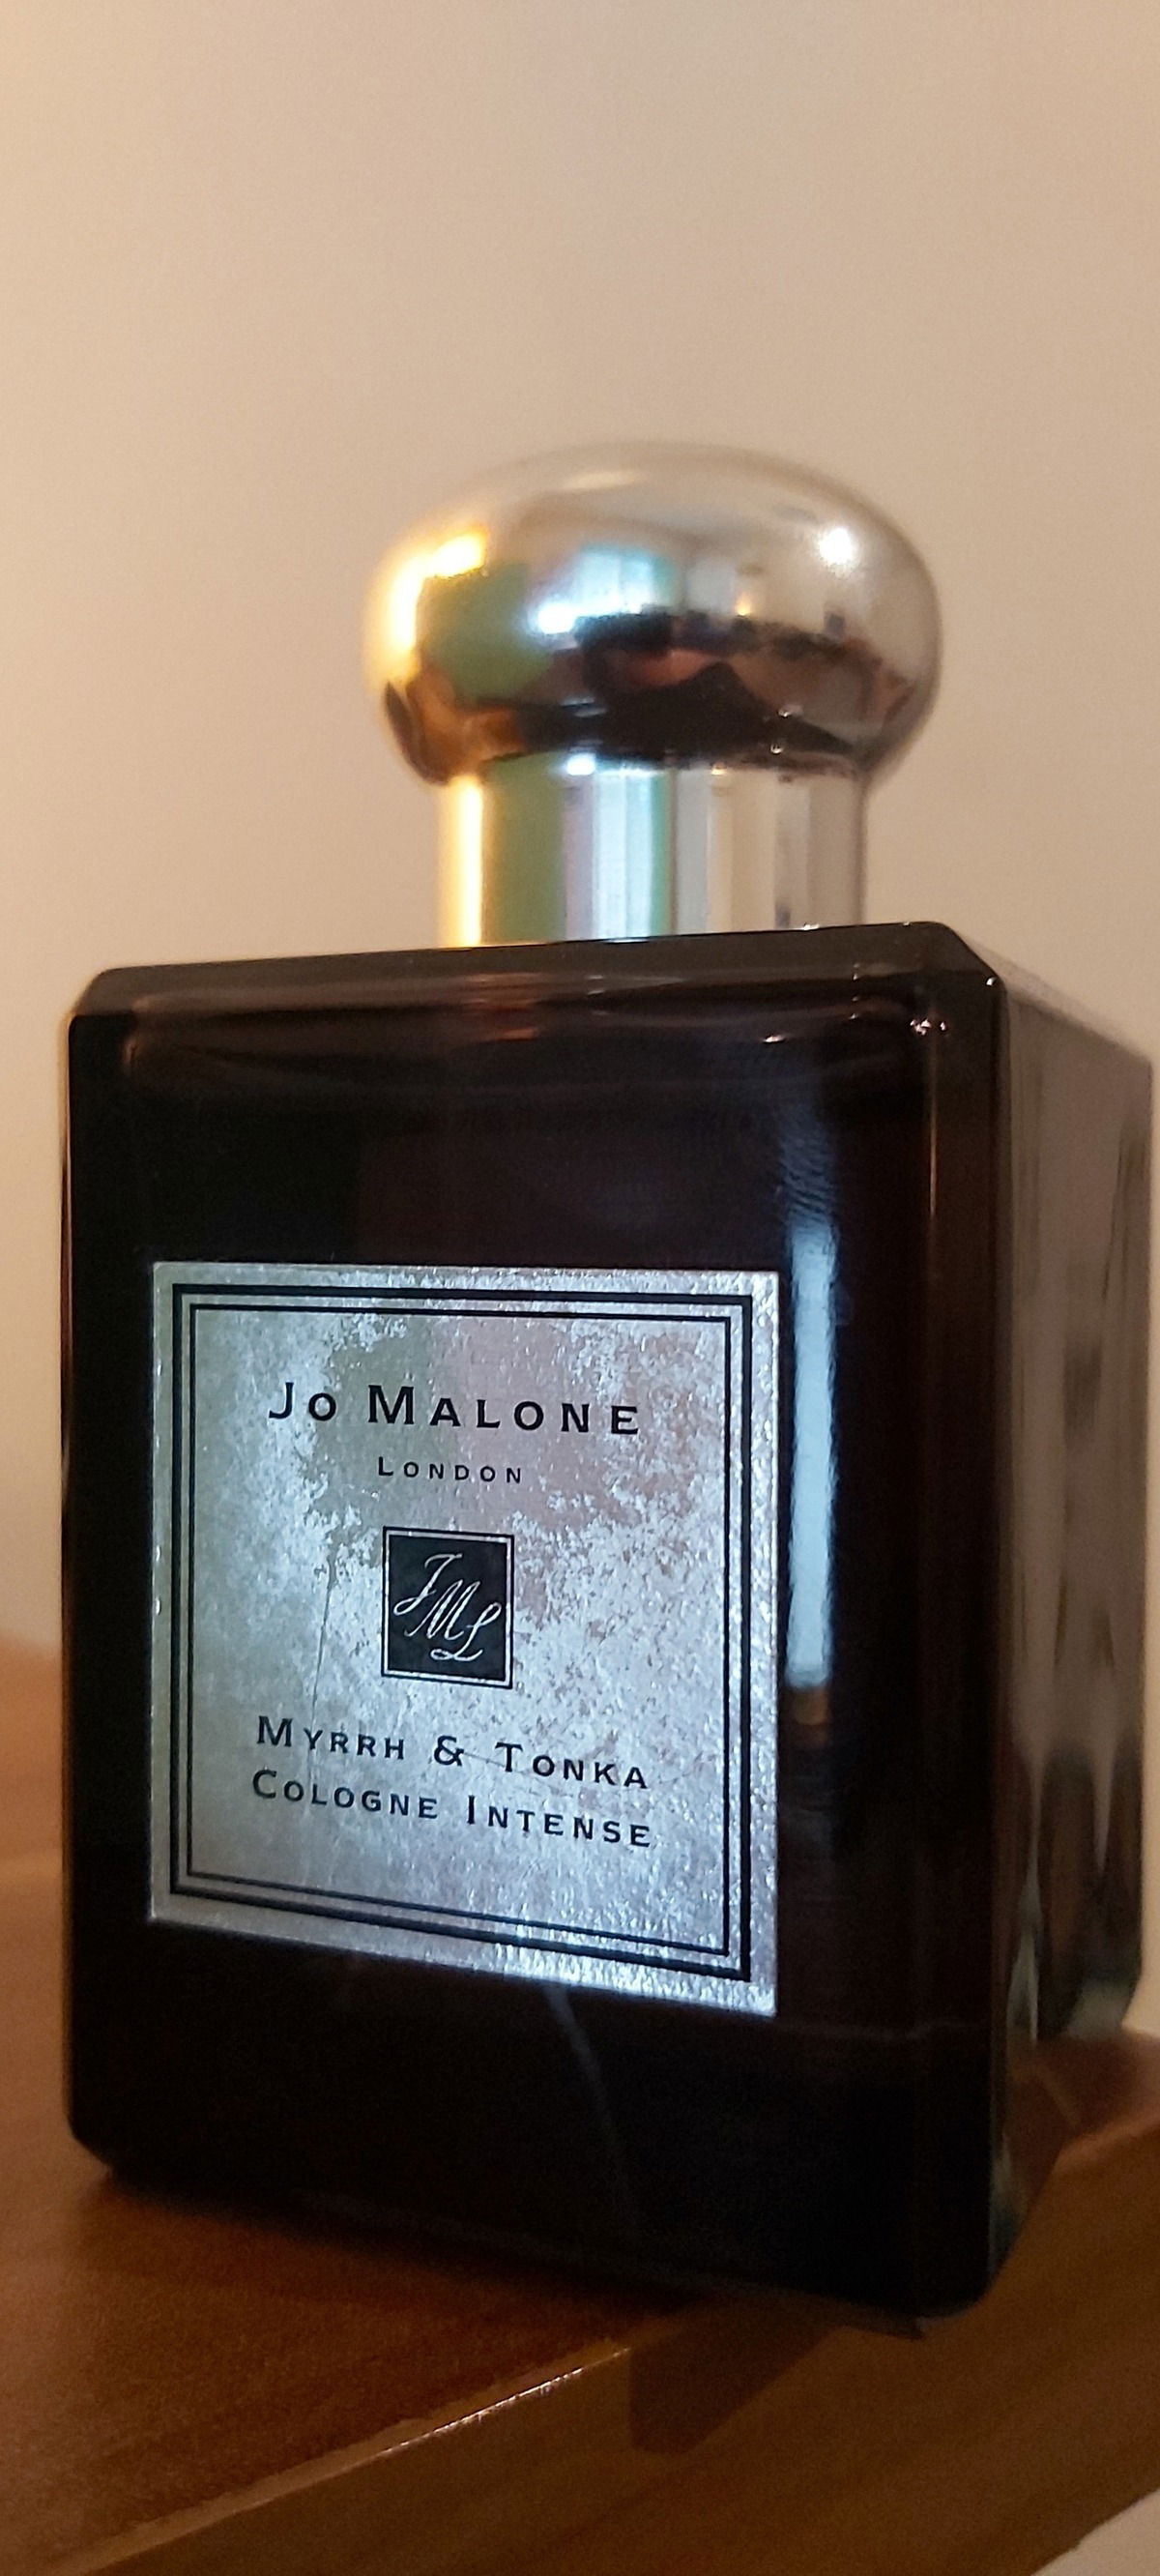 Jo Malone
London
JML
Myrrh & Tonka
Cologne Intense